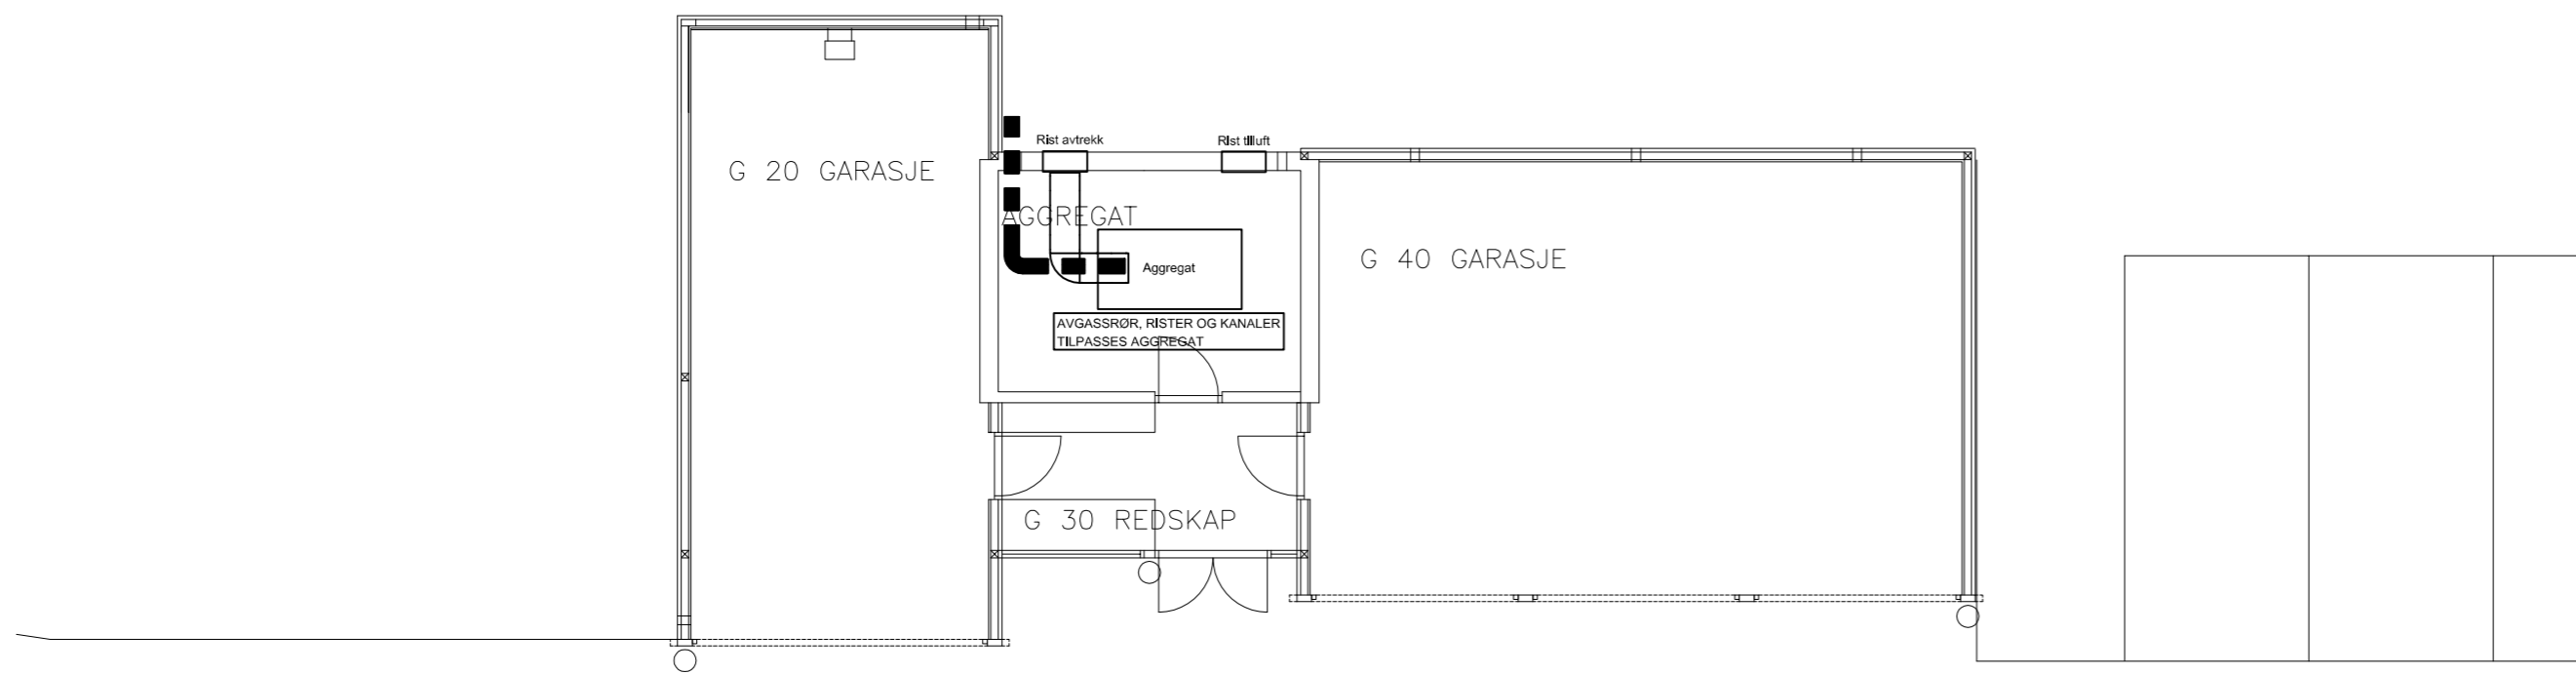 Rist avtrekk
Rist tilluft
G 20 GARASJE
AGGREGAT
G 40 GARASJE
Aggregat
AVGASSRØR, RISTER OG KANALER
TILPASSES AGGREGAT
G 30 REDSKAP